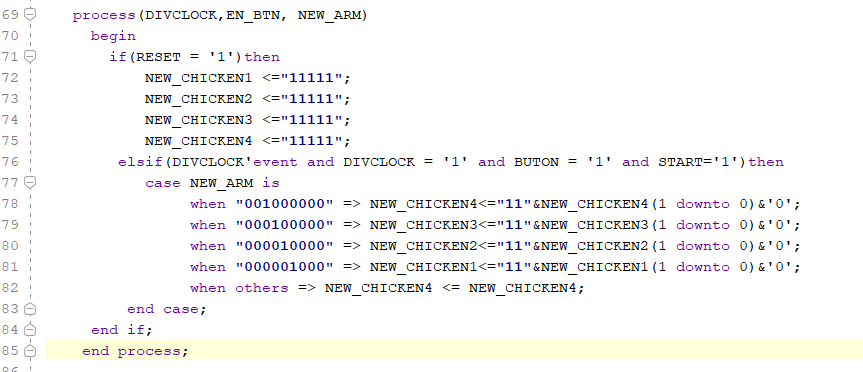 69 process(DIVCLOCK,EN_BTN, NEW_ARM)
70 begin
71 if(RESET = '1')then
72 NEW_CHICKEN1 <="11111";
73 NEW_CHICKEN2 <="11111";
74 NEW_CHICKEN3 <="11111";
75 NEW_CHICKEN4 <="11111";
76 elsif(DIVCLOCK'event and DIVCLOCK = '1' and BUTON = '1' and START='1')then
77 case NEW_ARM is
78 when "001000000" => NEW_CHICKEN4<="11"&NEW_CHICKEN4(1 downto 0)&'0';
79 when "000100000" => NEW_CHICKEN3<="11"&NEW_CHICKEN3(1 downto 0)&'0';
80 when "000010000" => NEW_CHICKEN2<="11"&NEW_CHICKEN2(1 downto 0)&'0';
81 when "000001000" => NEW_CHICKEN1<="11"&NEW_CHICKEN1(1 downto 0)&'0';
82 when others => NEW_CHICKEN4 <= NEW_CHICKEN4;
83 end case;
84 end if;
85 end process;
86